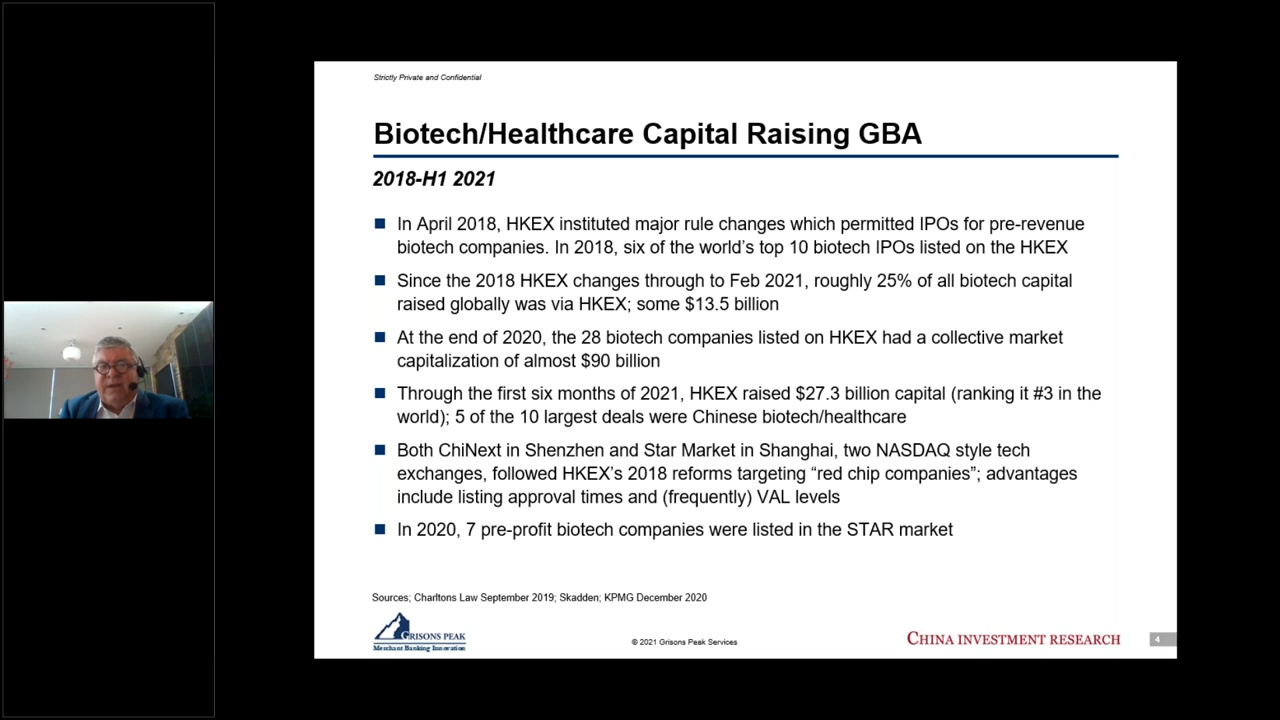 Strictly Private and Confidential
Biotech/Healthcare Capital Raising GBA
2018-H1 2021
In April 2018, HKEX instituted major rule changes which permitted IPOs for pre-revenue
biotech companies. In 2018, six of the world's top 10 biotech IPOs listed on the HKEX
Since the 2018 HKEX changes through to Feb 2021, roughly 25% of all biotech capital
raised globally was via HKEX; some $13.5 billion
At the end of 2020, the 28 biotech companies listed on HKEX had a collective market
capitalization of almost $90 billion
Through the first six months of 2021, HKEX raised $27.3 billion capital (ranking it #3 in the
world); 5 of the 10 largest deals were Chinese biotech/healthcare
Both ChiNext in Shenzhen and Star Market in Shanghai, two NASDAQ style tech
exchanges, followed HKEX's 2018 reforms targeting “red chip companies”; advantages
include listing approval times and (frequently) VAL levels
In 2020, 7 pre-profit biotech companies were listed in the STAR market
Sources; Charltons Law September 2019; Skadden; KPMG December 2020
GRISONS PEAK
Merchant Banking Innovation
© 2021 Grisons Peak Services
CHINA INVESTMENT RESEARCH
4